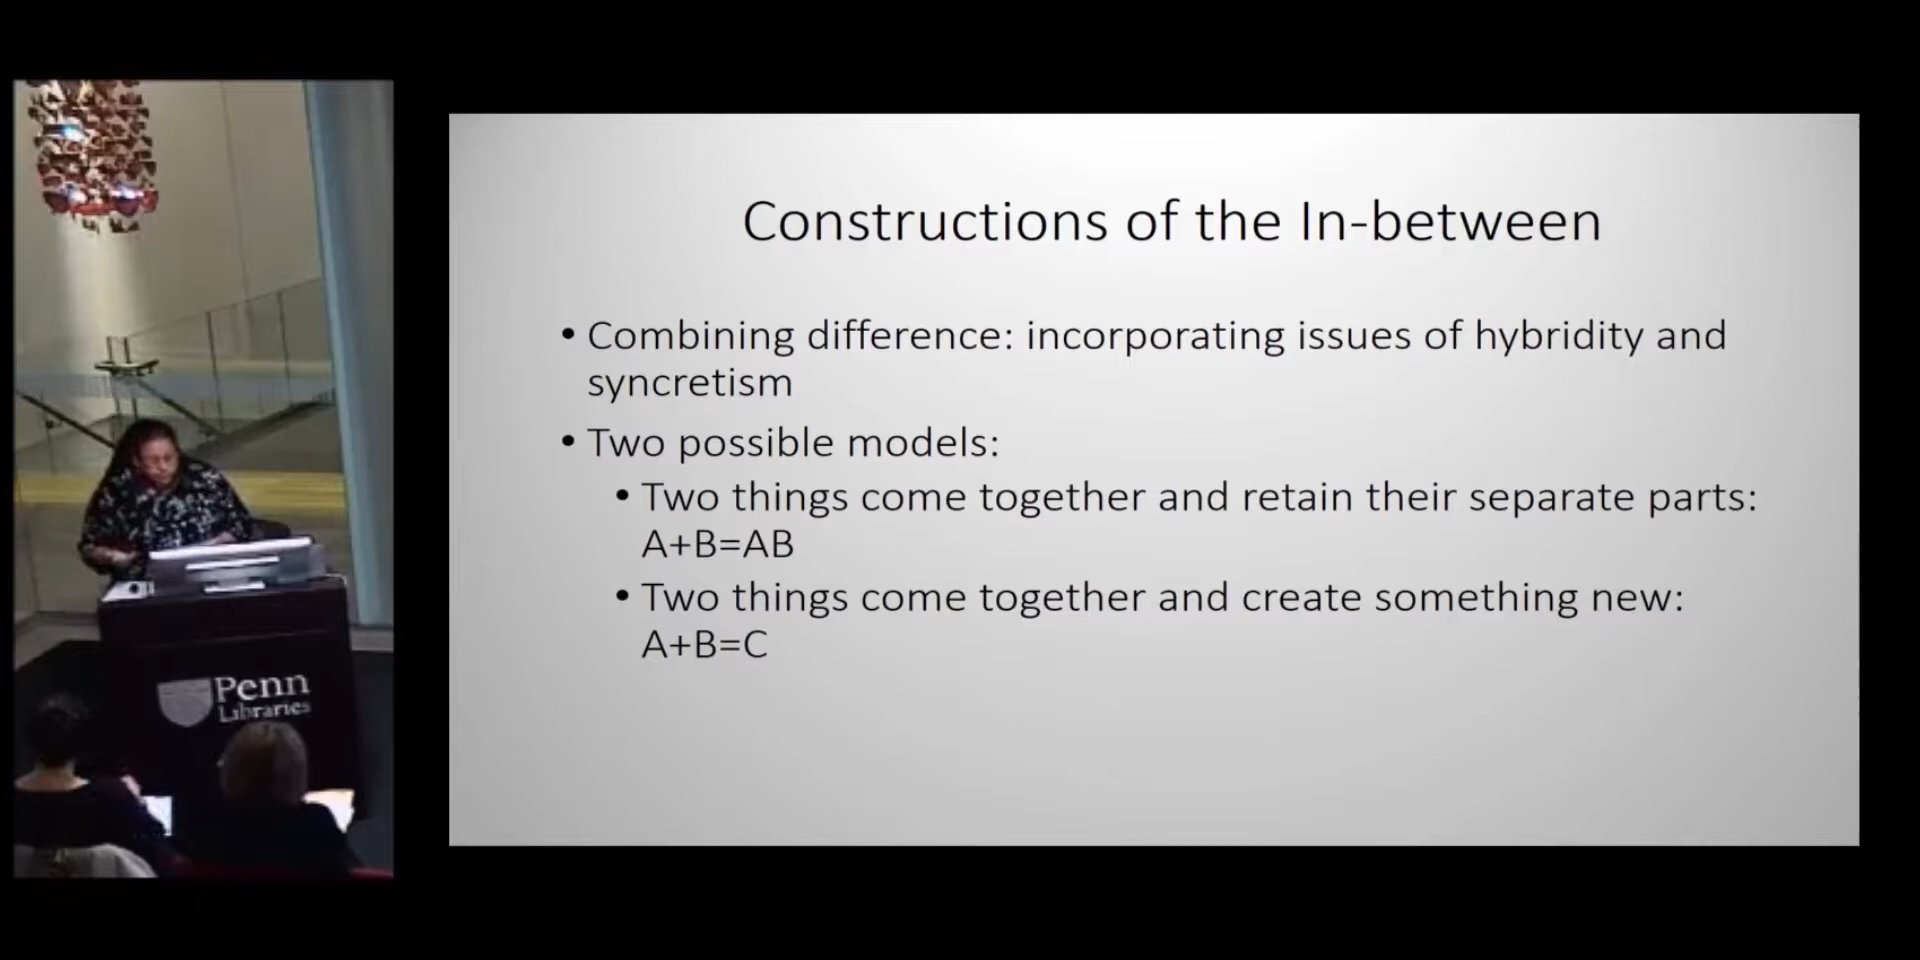 Constructions of the In-between
• Combining difference: incorporating issues of hybridity and
syncretism
• Two possible models:
• Two things come together and retain their separate parts:
A+B=AB
• Two things come together and create something new:
A+B=C
Penn
Libraries